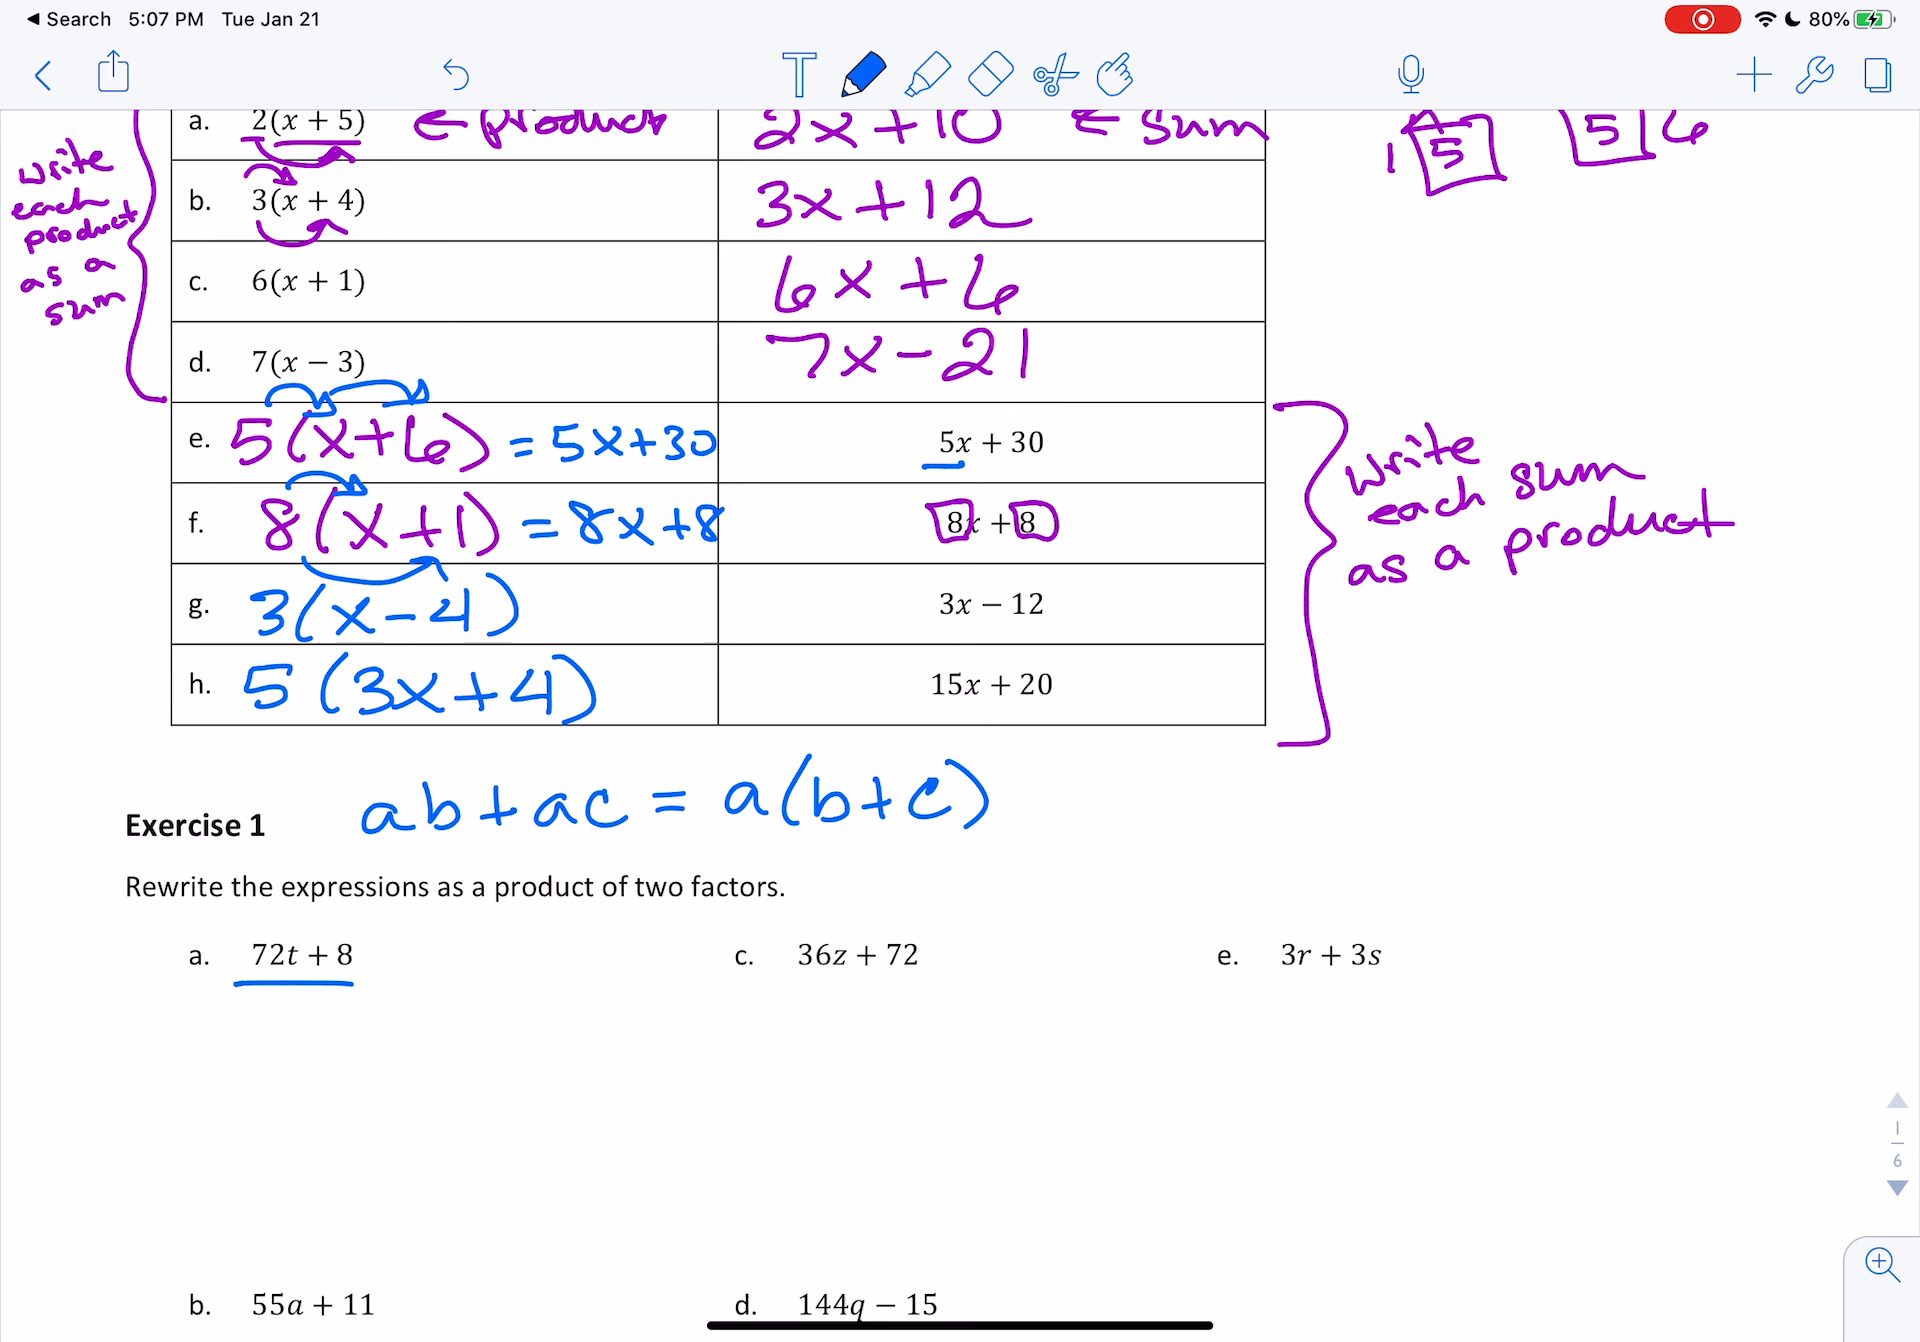 ◀ Search 5:07 PM Tue Jan 21 80%
a. 2(x + 5) ← product 2x + 10 ← sum
1 5 5 6
Write each product as a sum
b. 3(x + 4) 3x + 12
c. 6(x + 1) 6x + 6
d. 7(x − 3) 7x − 21
e. 5(x+6) = 5x+30 5x + 30
f. 8(x+1) = 8x+8 8x + 8
g. 3(x−4) 3x − 12
h. 5(3x+4) 15x + 20
Write each sum as a product
ab + ac = a(b+c)
Exercise 1
Rewrite the expressions as a product of two factors.
a. 72t + 8 c. 36z + 72 e. 3r + 3s
1
6
b. 55a + 11 d. 144q − 15